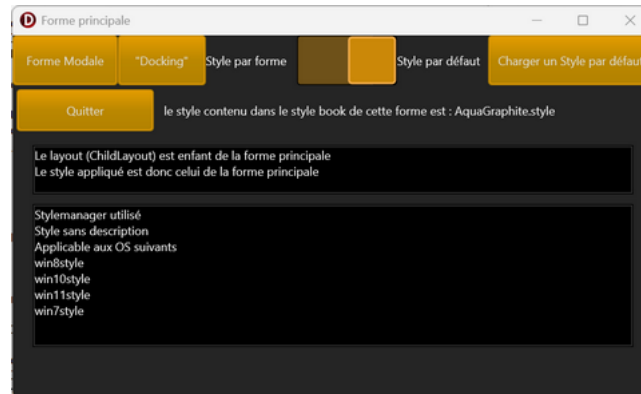 Forme principale
Forme Modale "Docking" Style par forme Style par défaut Charger un Style par défaut
Quitter le style contenu dans le style book de cette forme est : AquaGraphite.style
Le layout (ChildLayout) est enfant de la forme principale
Le style appliqué est donc celui de la forme principale
Stylemanager utilisé
Style sans description
Applicable aux OS suivants
win8style
win10style
win11style
win7style